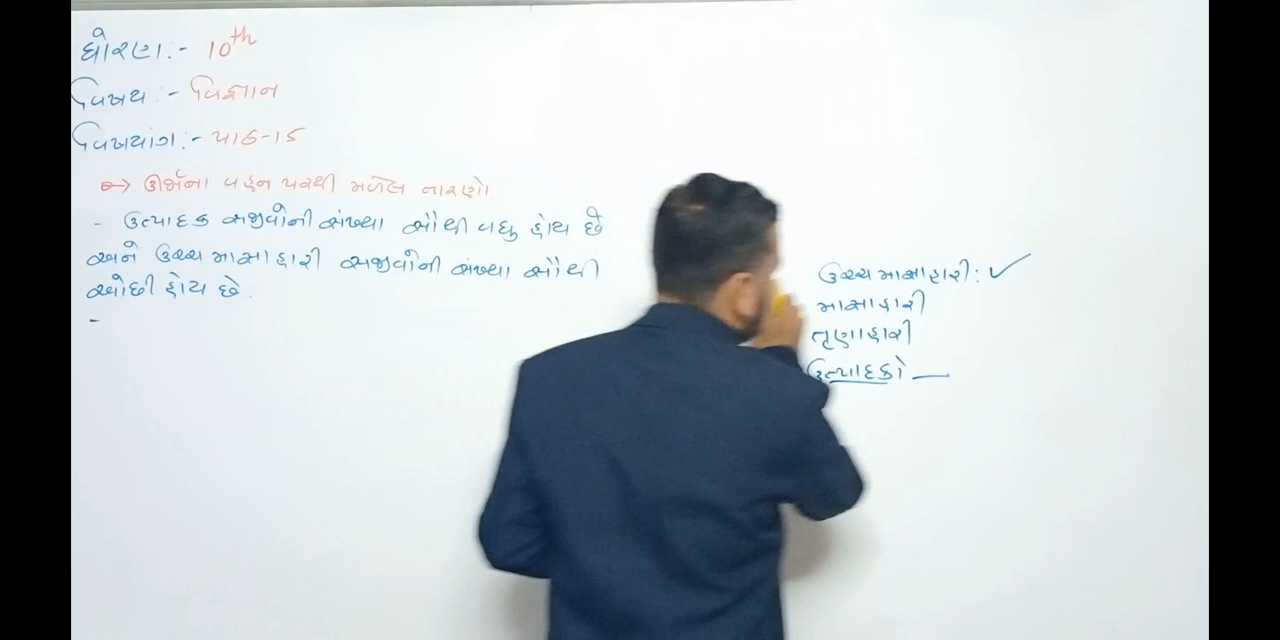 ધોરણ:- 10th
વિષય:- વિજ્ઞાન
વિષયાંગ:- પાઠ-15
→ ઊર્જાના વહન પરથી મળેલ તારણો
- ઉત્પાદક સજીવોની સંખ્યા સૌથી વધુ હોય છે
અને ઉચ્ચ માંસાહારી સજીવોની સંખ્યા સૌથી
ઓછી હોય છે.
-
ઉચ્ચ માંસાહારી: ✓
માંસાહારી
તૃણાહારી
ઉત્પાદકો —